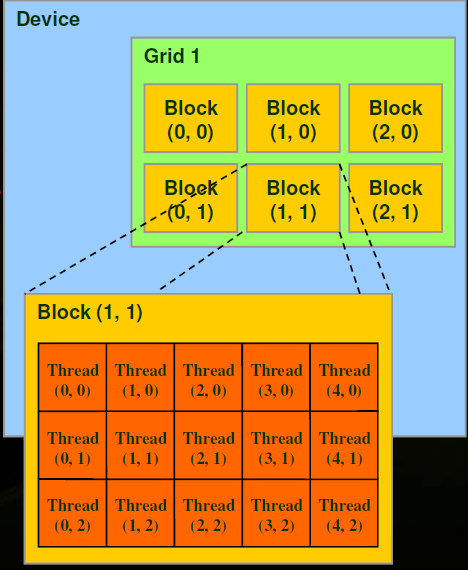 Device
Grid 1
Block Block Block
(0, 0) (1, 0) (2, 0)
Block Block Block
(0, 1) (1, 1) (2, 1)
Block (1, 1)
Thread Thread Thread Thread Thread
(0, 0) (1, 0) (2, 0) (3, 0) (4, 0)
Thread Thread Thread Thread Thread
(0, 1) (1, 1) (2, 1) (3, 1) (4, 1)
Thread Thread Thread Thread Thread
(0, 2) (1, 2) (2, 2) (3, 2) (4, 2)